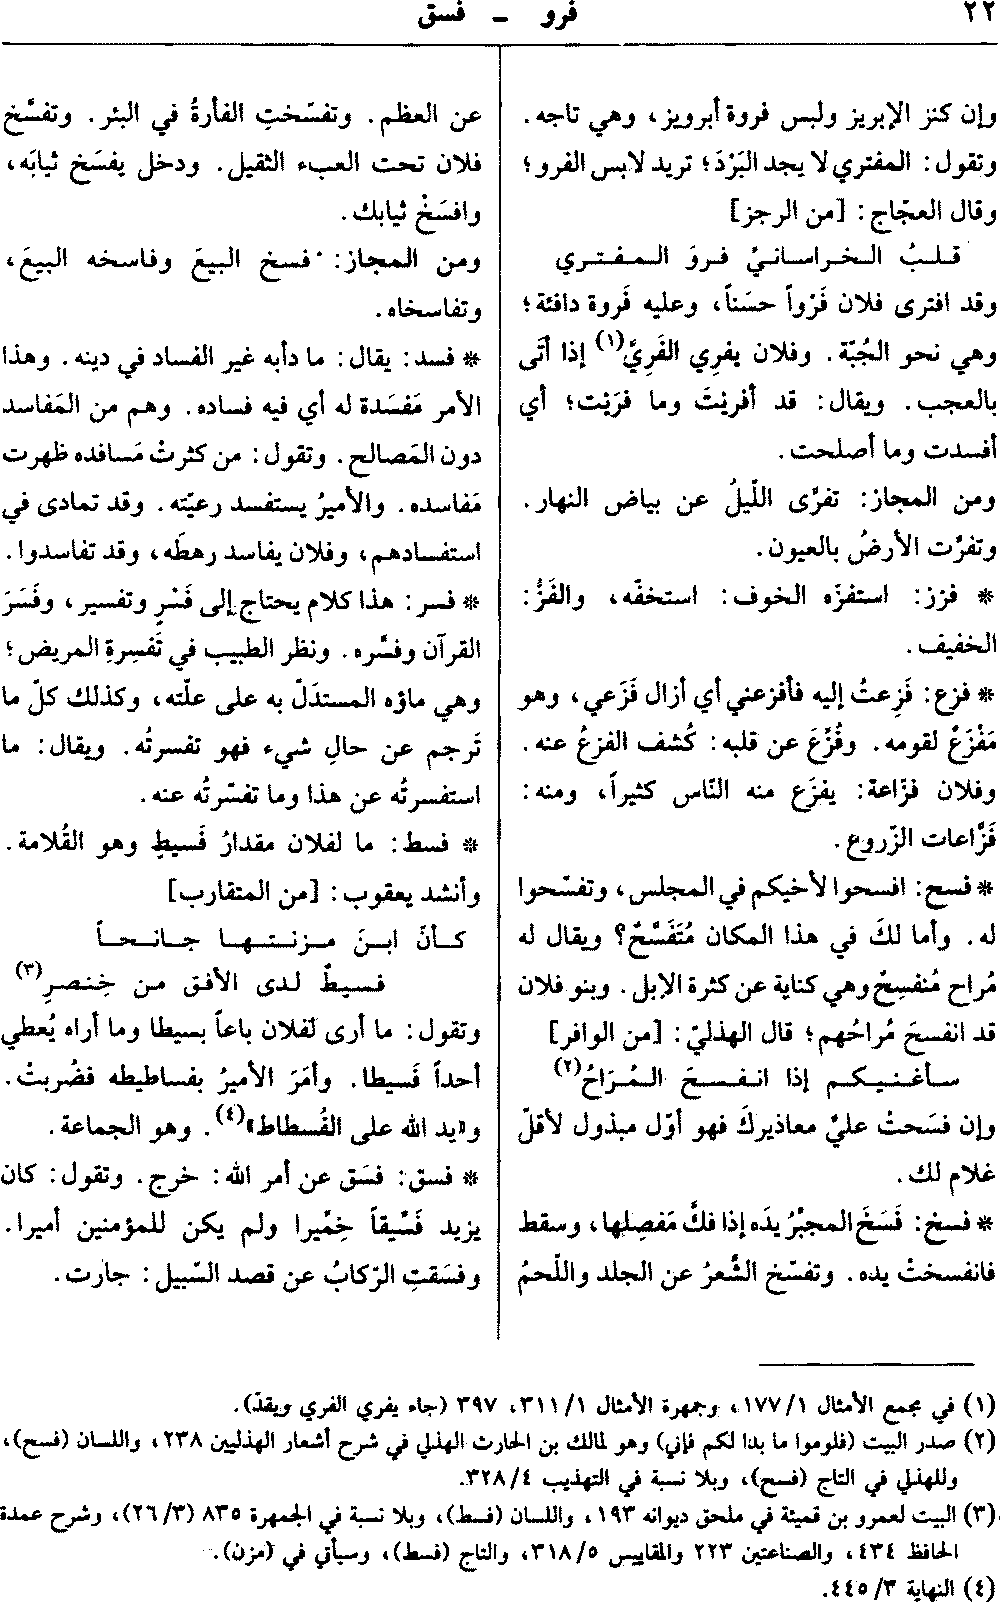 ٢٢
فرو - فسق
وإن كنز الإبريز ولبس فروة أبرويز، وهي تاجه.
وتقول: المفتري لا يجد البَرْدَ؛ تريد لابس الفرو؛
وقال العجّاج: [من الرجز]
قلبُ الخراسانيِّ فروَ المفتري
وقد افترى فلان فَرْواً حسَناً، وعليه فَروة دافئة؛
وهي نحو الجُبّة. وفلان يفرِي الفَرِيَّ(١) إذا أتَى
بالعجب. ويقال: قد أفريْتَ وما فرَيْت؛ أي
أفسدت وما أصلحت.
ومن المجاز: تفرَّى اللّيلُ عن بياض النهار.
وتفرَّت الأرضُ بالعيون.
* فزز: استفزّه الخوف: استخفّه، والفَزُّ:
الخفيف.
* فزع: فَزِعتُ إليه فأفزعني أي أزال فَزَعي، وهو
مَفْزَعٌ لقومه. وفُزِّعَ عن قلبه: كُشف الفزعُ عنه.
وفلان فزّاعة: يفزَع منه النّاس كثيراً، ومنه:
فَزَّاعات الزّروع.
* فسح: افسحوا لأخيكم في المجلس، وتفسّحوا
له. وأما لكَ في هذا المكان مُتَفَسَّحٌ؟ ويقال له
مُراح مُنفسِحٌ وهي كناية عن كثرة الإبل. وبنو فلان
قد انفسحَ مُراحُهم؛ قال الهذليّ: [من الوافر]
سأغنيكم إذا انفسحَ المُرَاحُ(٢)
وإن فسَحتْ عليَّ معاذيركَ فهو أوّل مبذول لأقلّ
غلام لك.
* فسخ: فَسَخَ المجبِّرُ يدَه إذا فكَّ مَفصِلها، وسقط
فانفسختْ يده. وتفسّخ الشَّعرُ عن الجلد واللّحمُ
عن العظم. وتفسّختِ الفأرةُ في البئر. وتفسَّخ
فلان تحت العبء الثقيل. ودخل يفسَخ ثيابَه،
وافسَخْ ثيابك.
ومن المجاز: فسخ البيعَ وفاسخه البيعَ،
وتفاسخاه.
* فسد: يقال: ما دأبه غير الفساد في دينه. وهذا
الأمر مَفسَدة له أي فيه فساده. وهم من المَفاسد
دون المَصالح. وتقول: من كثرتْ مَسافده ظهرت
مَفاسده. والأميرُ يستفسد رعيّته. وقد تمادى في
استفسادهم، وفلان يفاسد رهطَه، وقد تفاسدوا.
* فسر: هذا كلام يحتاج إلى فَسْرٍ وتفسير، وفَسَرَ
القرآن وفسَّره. ونظر الطبيب في تَفسِرةِ المريض؛
وهي ماؤه المستدَلّ به على علّته، وكذلك كلّ ما
تَرجم عن حالِ شيء فهو تفسرتُه. ويقال: ما
استفسرتُه عن هذا وما تفسّرتُه عنه.
* فسط: ما لفلان مقدارُ فَسيطٍ وهو القُلامة.
وأنشد يعقوب: [من المتقارب]
كأنّ ابنَ مزنتها جانحاً
فسيطٌ لدى الأفق من خِنصرِ(٣)
وتقول: ما أرى لفلان باعاً بسيطا وما أراه يُعطي
أحداً فَسيطا. وأمَرَ الأميرُ بفساطيطه فضُربتْ.
و«يد الله على الفُسطاط»(٤). وهو الجماعة.
* فسق: فسَق عن أمر الله: خرج. وتقول: كان
يزيد فَسِّيقاً خِمِّيرا ولم يكن للمؤمنين أميرا.
وفسَقتِ الرّكابُ عن قصد السّبيل: جارت.
(١) في مجمع الأمثال ١/ ١٧٧، وجمهرة الأمثال ١/ ٣١١، ٣٩٧ (جاء يفري الفري ويقدّ).
(٢) صدر البيت (فلوموا ما بدا لكم فإني) وهو لمالك بن الحارث الهذلي في شرح أشعار الهذليين ٢٣٨، واللسان (فسح)،
وللهذلي في التاج (فسح)، وبلا نسبة في التهذيب ٤/ ٣٢٨.
(٣) البيت لعمرو بن قميئة في ملحق ديوانه ١٩٣، واللسان (فسط)، وبلا نسبة في الجمهرة ٨٣٥ (٣/ ٢٦)، وشرح عمدة
الحافظ ٤٣٤، والصناعتين ٢٢٣ والمقاييس ٥/ ٣١٨، والتاج (فسط)، وسيأتي في (مزن).
(٤) النهاية ٣/ ٤٤٥.